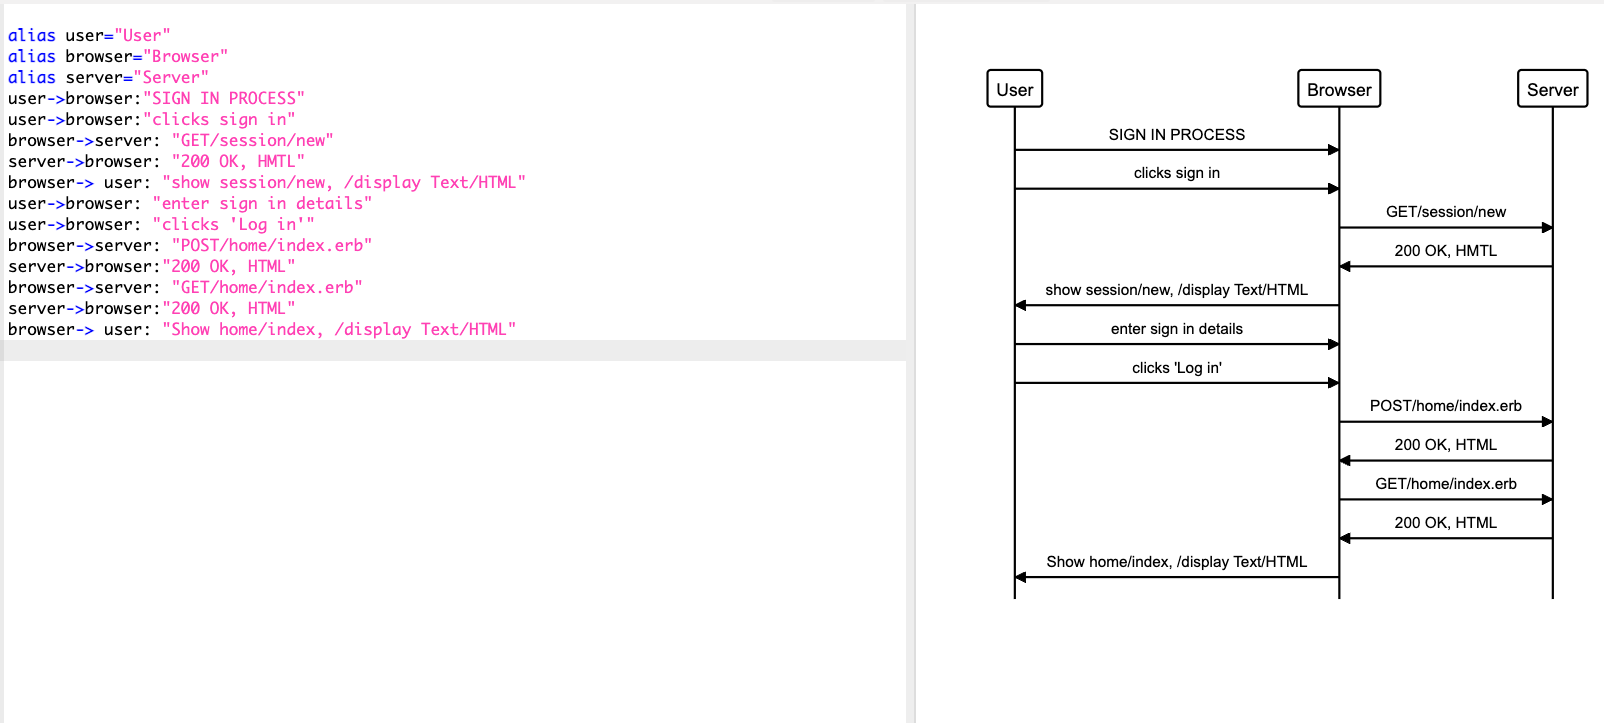 alias user="User"
alias browser="Browser"
alias server="Server"
user->browser:"SIGN IN PROCESS"
user->browser:"clicks sign in"
browser->server: "GET/session/new"
server->browser: "200 OK, HMTL"
browser-> user: "show session/new, /display Text/HTML"
user->browser: "enter sign in details"
user->browser: "clicks 'Log in'"
browser->server: "POST/home/index.erb"
server->browser:"200 OK, HTML"
browser->server: "GET/home/index.erb"
server->browser:"200 OK, HTML"
browser-> user: "Show home/index, /display Text/HTML"
User Browser Server
SIGN IN PROCESS
clicks sign in
GET/session/new
200 OK, HMTL
show session/new, /display Text/HTML
enter sign in details
clicks 'Log in'
POST/home/index.erb
200 OK, HTML
GET/home/index.erb
200 OK, HTML
Show home/index, /display Text/HTML